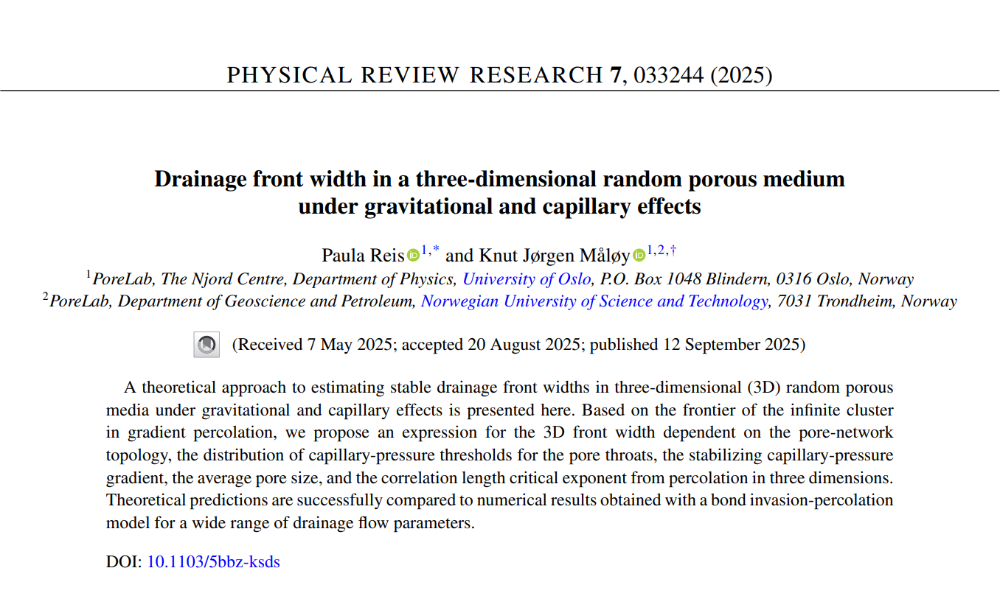 PHYSICAL REVIEW RESEARCH 7, 033244 (2025)
Drainage front width in a three-dimensional random porous medium
under gravitational and capillary effects
Paula Reis iD 1,* and Knut Jørgen Måløy iD 1,2,†
1PoreLab, The Njord Centre, Department of Physics, University of Oslo, P.O. Box 1048 Blindern, 0316 Oslo, Norway
2PoreLab, Department of Geoscience and Petroleum, Norwegian University of Science and Technology, 7031 Trondheim, Norway
(Received 7 May 2025; accepted 20 August 2025; published 12 September 2025)
A theoretical approach to estimating stable drainage front widths in three-dimensional (3D) random porous
media under gravitational and capillary effects is presented here. Based on the frontier of the infinite cluster
in gradient percolation, we propose an expression for the 3D front width dependent on the pore-network
topology, the distribution of capillary-pressure thresholds for the pore throats, the stabilizing capillary-pressure
gradient, the average pore size, and the correlation length critical exponent from percolation in three dimensions.
Theoretical predictions are successfully compared to numerical results obtained with a bond invasion-percolation
model for a wide range of drainage flow parameters.
DOI: 10.1103/5bbz-ksds